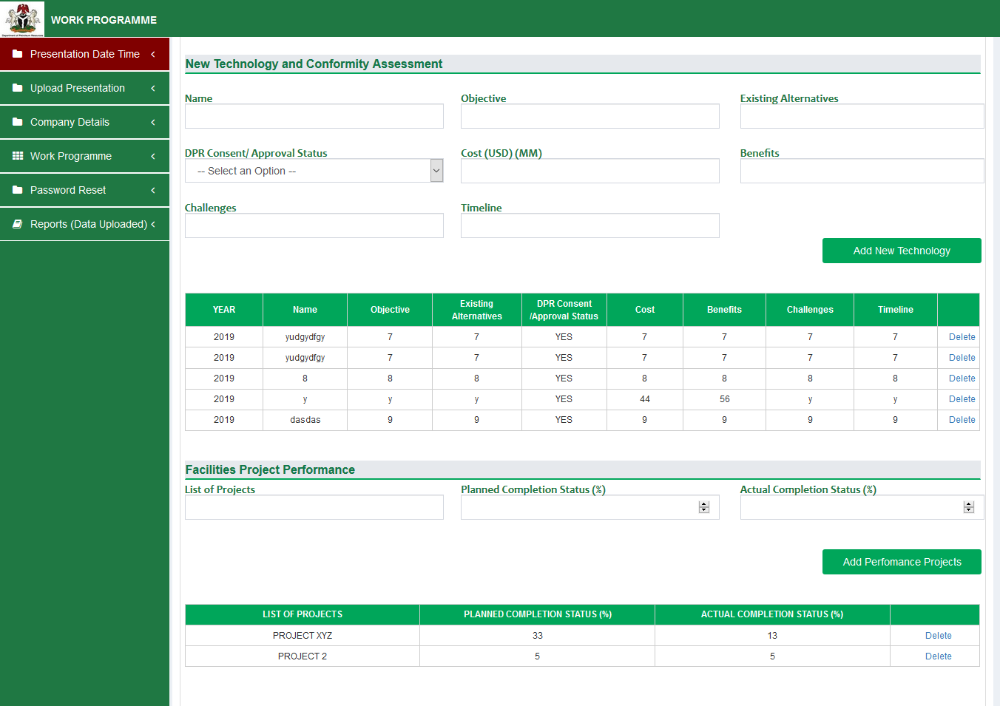 Department of Petroleum Resources
WORK PROGRAMME
Presentation Date Time
Upload Presentation
Company Details
Work Programme
Password Reset
Reports (Data Uploaded)
New Technology and Conformity Assessment
Name Objective Existing Alternatives
DPR Consent/ Approval Status Cost (USD) (MM) Benefits
-- Select an Option --
Challenges Timeline
Add New Technology
YEAR Name Objective Existing Alternatives DPR Consent /Approval Status Cost Benefits Challenges Timeline
2019 yudgydfgy 7 7 YES 7 7 7 7 Delete
2019 yudgydfgy 7 7 YES 7 7 7 7 Delete
2019 8 8 8 YES 8 8 8 8 Delete
2019 y y y YES 44 56 y y Delete
2019 dasdas 9 9 YES 9 9 9 9 Delete
Facilities Project Performance
List of Projects Planned Completion Status (%) Actual Completion Status (%)
Add Perfomance Projects
LIST OF PROJECTS PLANNED COMPLETION STATUS (%) ACTUAL COMPLETION STATUS (%)
PROJECT XYZ 33 13 Delete
PROJECT 2 5 5 Delete